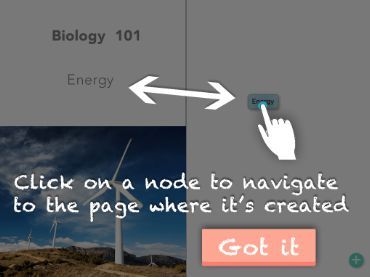 Biology 101
Energy
Energy
Click on a node to navigate
to the page where it's created
Got it